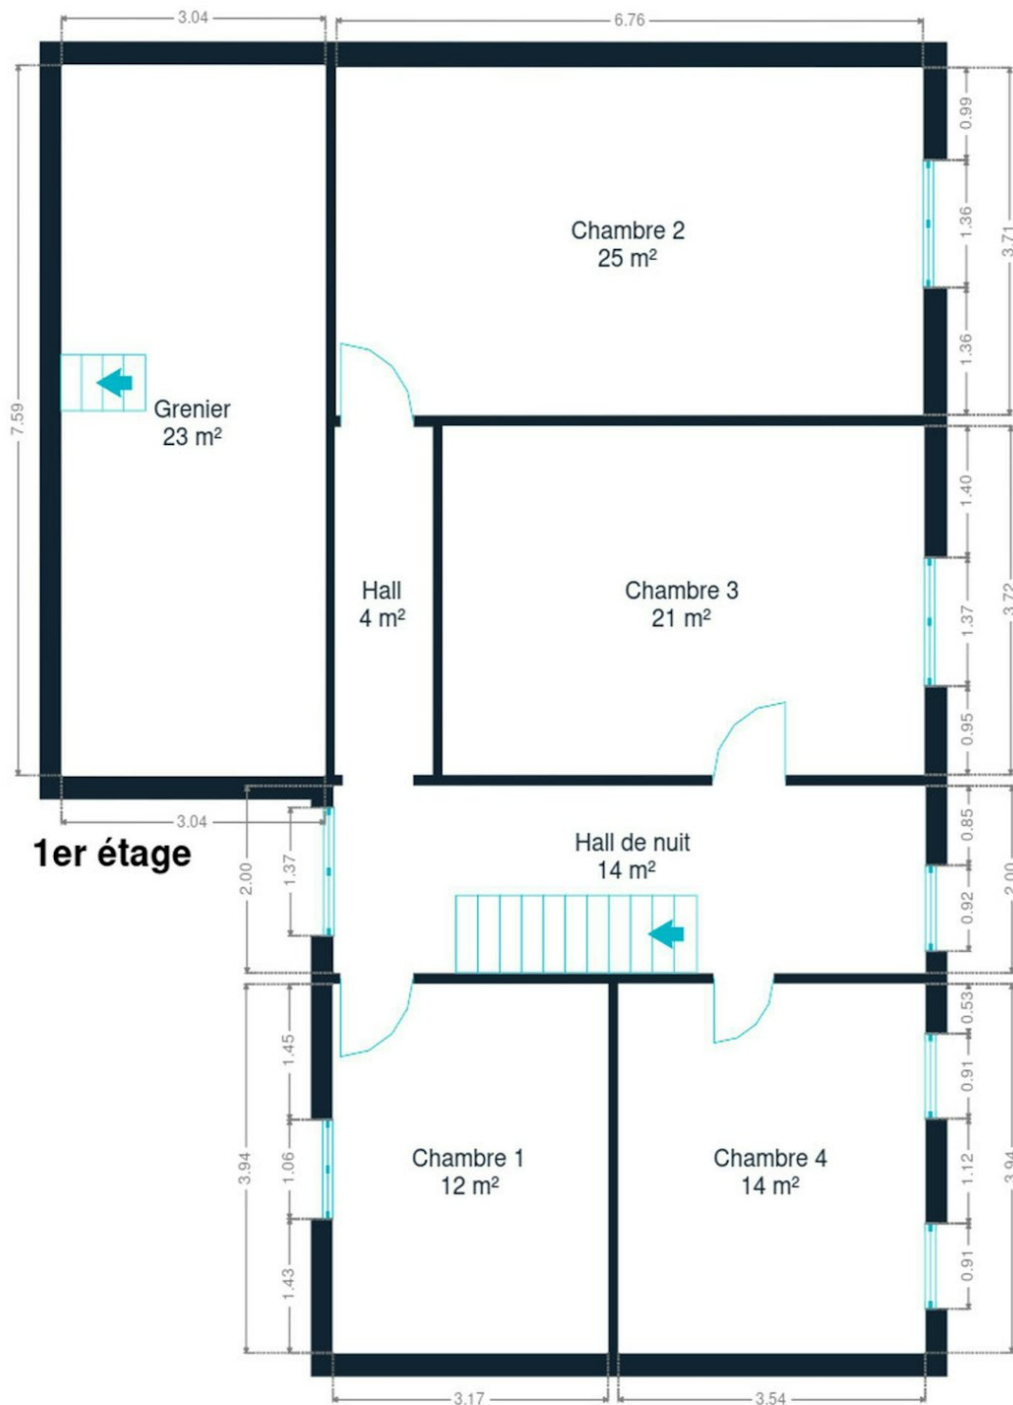 3.04
6.76
0.99
Chambre 2
25 m²
1.36
3.71
1.36
7.59
Grenier
23 m²
1.40
Hall
4 m²
Chambre 3
21 m²
1.37
3.72
0.95
3.04
1er étage
2.00
1.37
Hall de nuit
14 m²
0.85
0.92
2.00
0.53
1.45
0.91
3.94
1.06
Chambre 1
12 m²
Chambre 4
14 m²
1.12
3.94
1.43
0.91
3.17
3.54